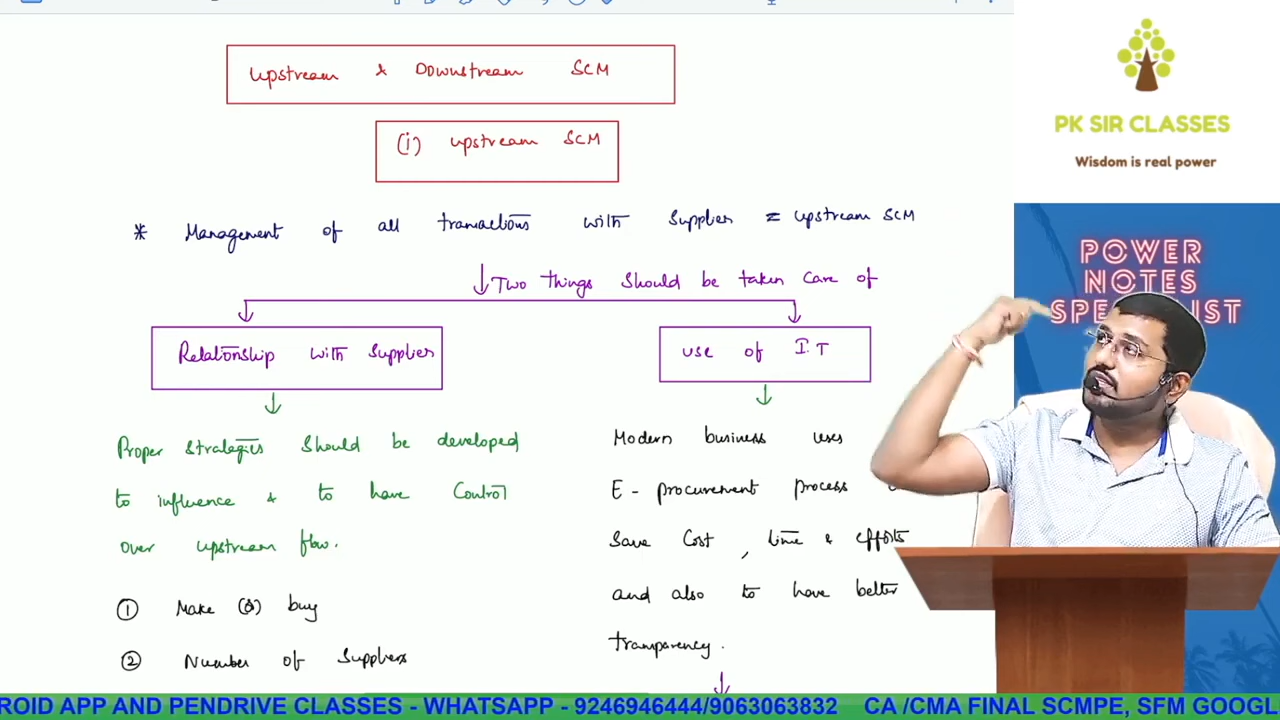 Upstream & Downstream SCM
(i) Upstream SCM
* Management of all transactions with Supplier = Upstream SCM
Two things Should be taken Care of
Relationship with Supplier
use of I.T
Proper Strategies Should be developed
to influence & to have Control
over upstream flow.
① Make (or) buy
② Number of Suppliers
Modern business uses
E - procurement process
Save Cost, time & efforts
and also to have better
transparency.
PK SIR CLASSES
Wisdom is real power
POWER
NOTES
ROID APP AND PENDRIVE CLASSES - WHATSAPP - 9246946444/9063063832 CA /CMA FINAL SCMPE, SFM GOOGL